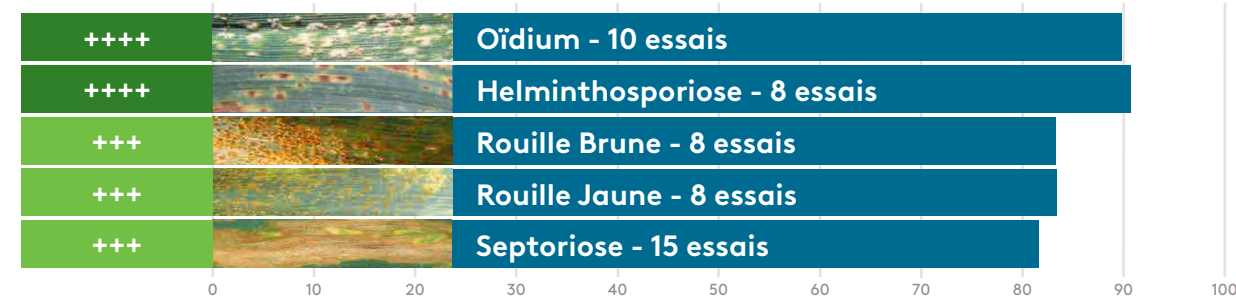 ++++ Oïdium - 10 essais
++++ Helminthosporiose - 8 essais
+++ Rouille Brune - 8 essais
+++ Rouille Jaune - 8 essais
+++ Septoriose - 15 essais
0 10 20 30 40 50 60 70 80 90 100